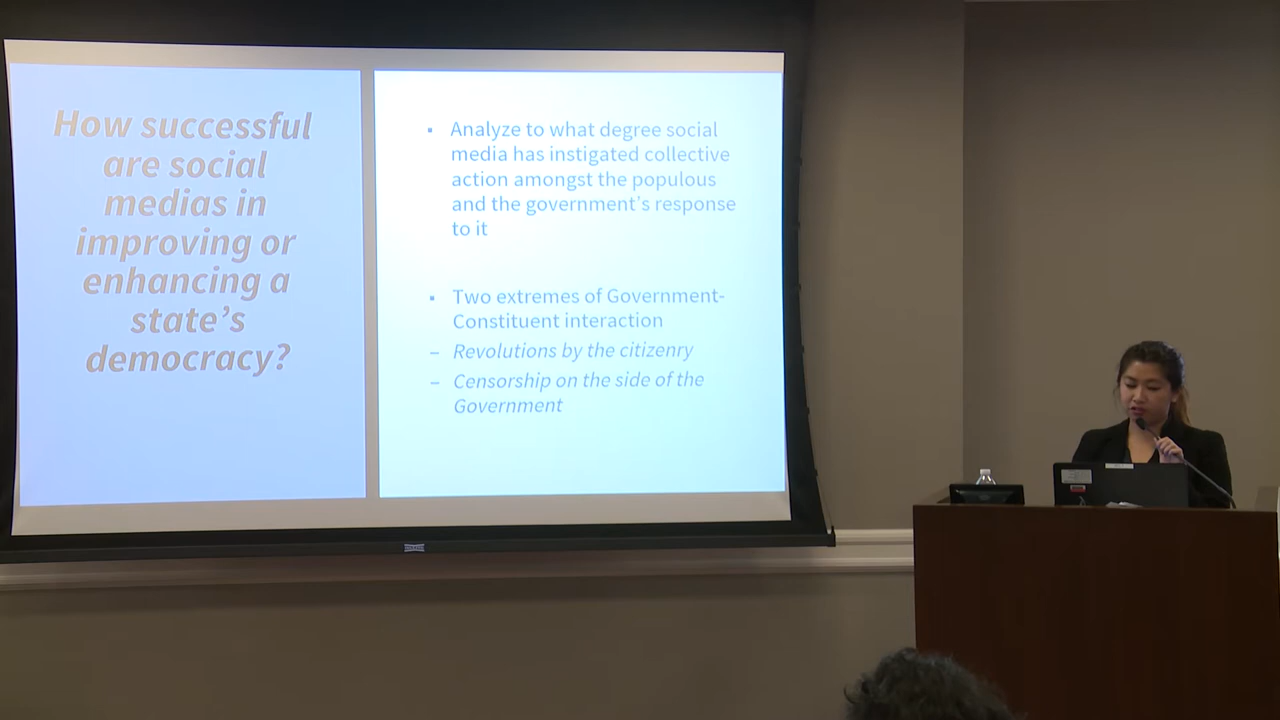 How successful
are social
medias in
improving or
enhancing a
state's
democracy?
▪ Analyze to what degree social
media has instigated collective
action amongst the populous
and the government's response
to it
▪ Two extremes of Government-
Constituent interaction
– Revolutions by the citizenry
– Censorship on the side of the
Government